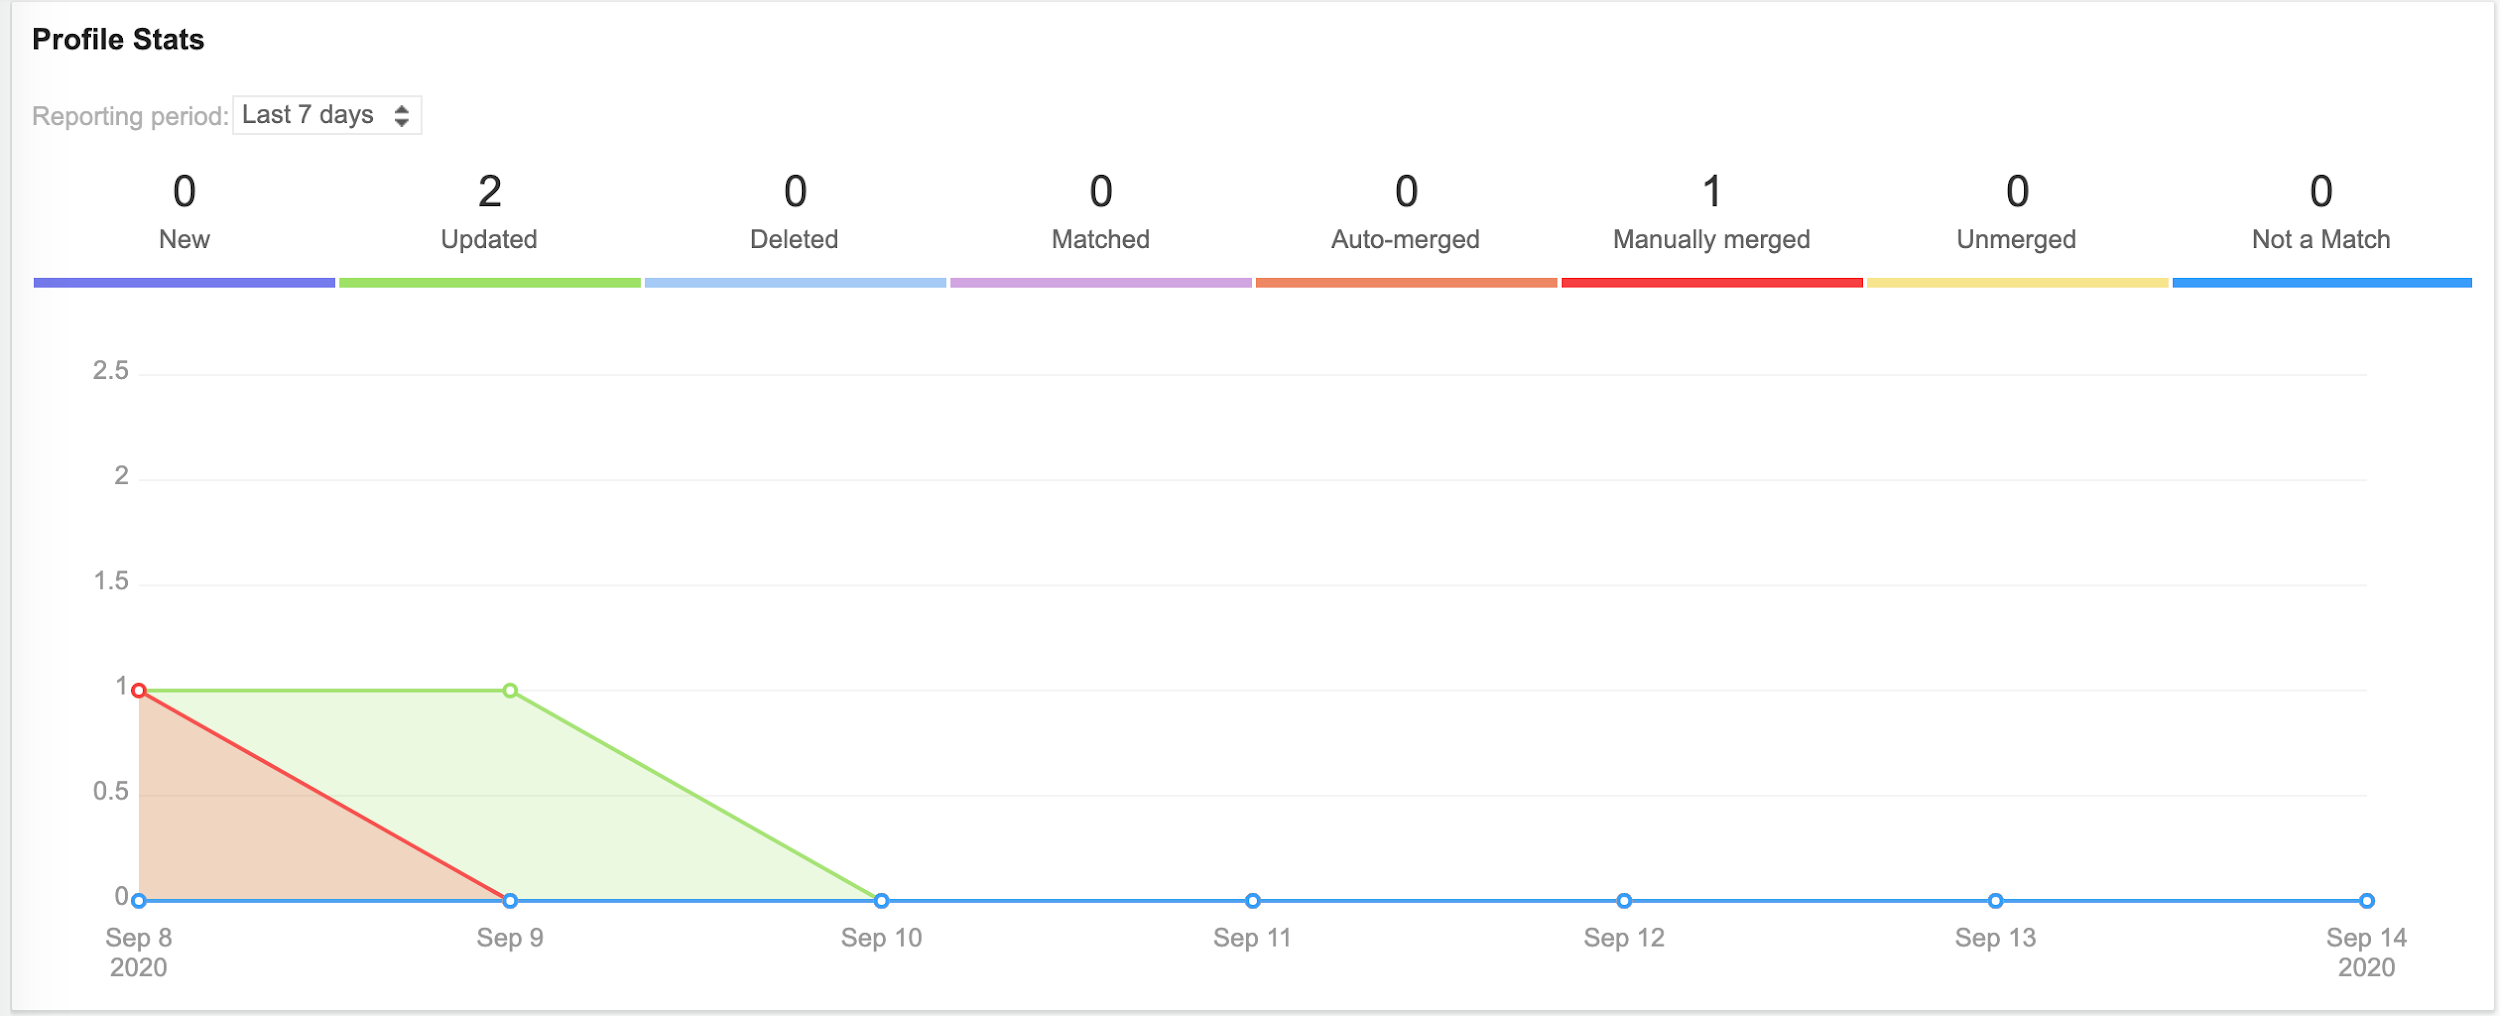 Profile Stats
Reporting period: Last 7 days
0 2 0 0 0 1 0 0
New Updated Deleted Matched Auto-merged Manually merged Unmerged Not a Match
2.5
2
1.5
1
0.5
0
Sep 8 Sep 9 Sep 10 Sep 11 Sep 12 Sep 13 Sep 14
2020 2020